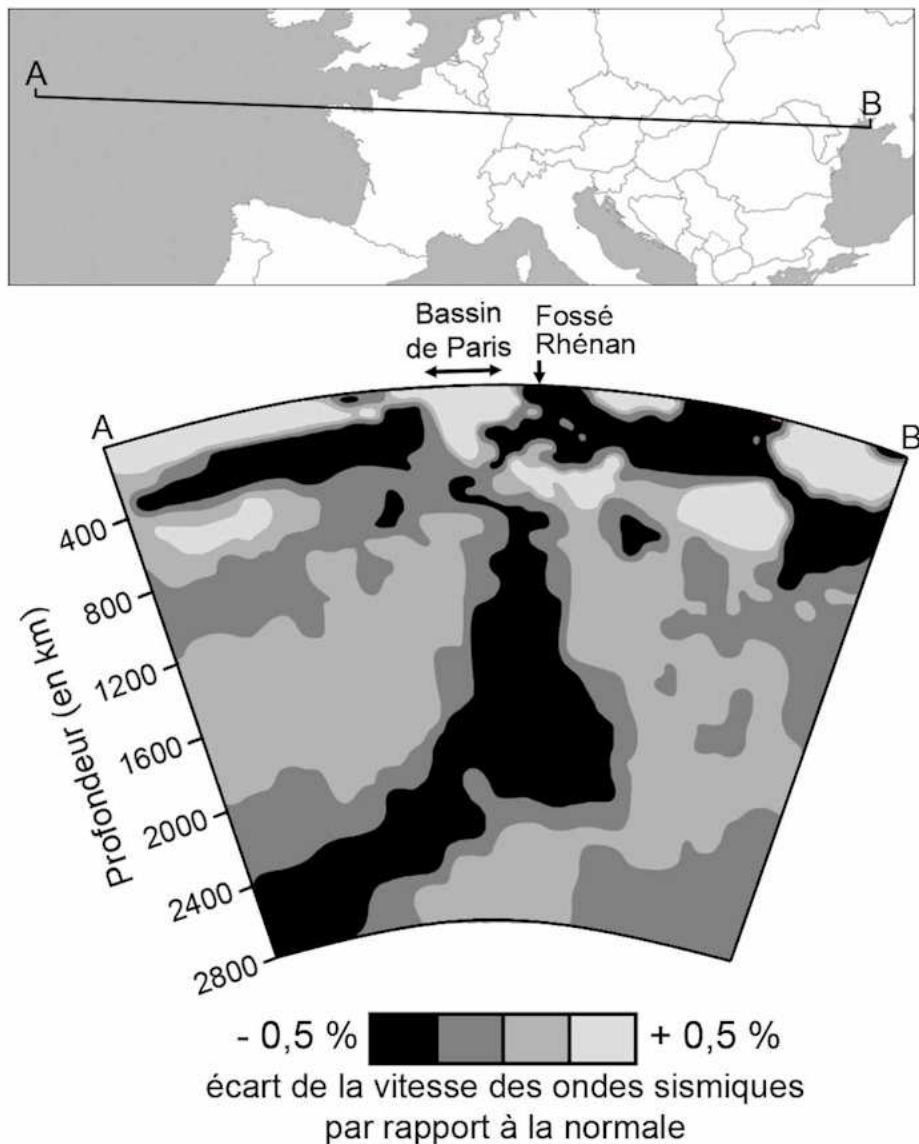 A
B
Bassin
de Paris
Fossé
Rhénan
A
B
400
800
1200
1600
2000
2400
2800
Profondeur (en km)
- 0,5 % + 0,5 %
écart de la vitesse des ondes sismiques
par rapport à la normale